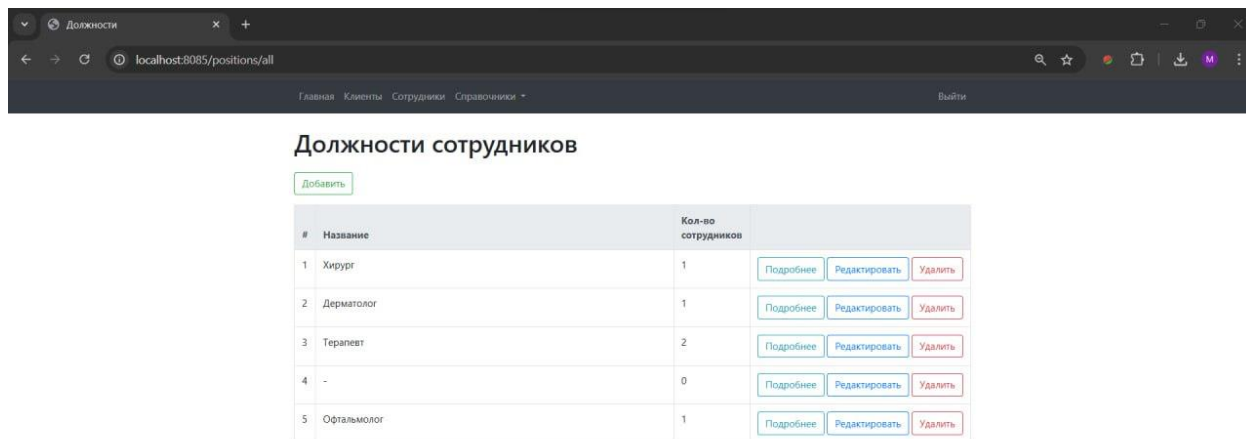 Должности
localhost:8085/positions/all
M
Главная Клиенты Сотрудники Справочники Выйти
Должности сотрудников
Добавить
# Название Кол-во сотрудников
1 Хирург 1 Подробнее Редактировать Удалить
2 Дерматолог 1 Подробнее Редактировать Удалить
3 Терапевт 2 Подробнее Редактировать Удалить
4 - 0 Подробнее Редактировать Удалить
5 Офтальмолог 1 Подробнее Редактировать Удалить